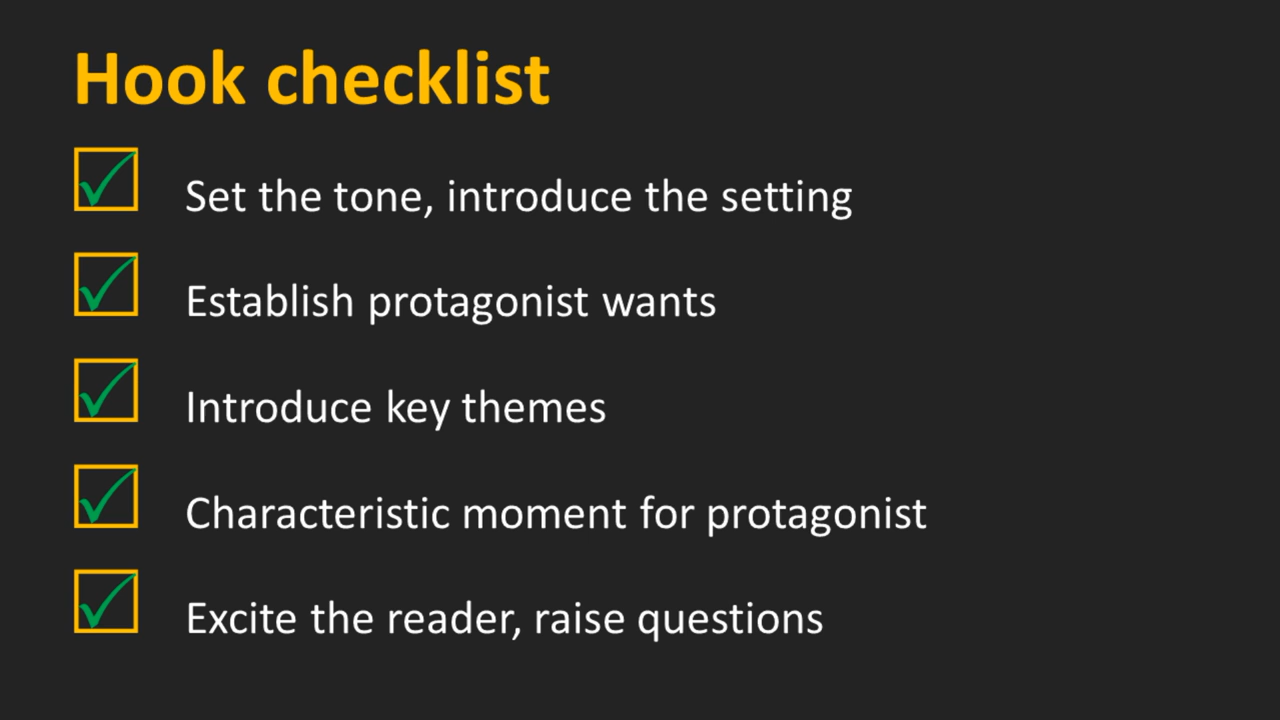 Hook checklist
Set the tone, introduce the setting
Establish protagonist wants
Introduce key themes
Characteristic moment for protagonist
Excite the reader, raise questions